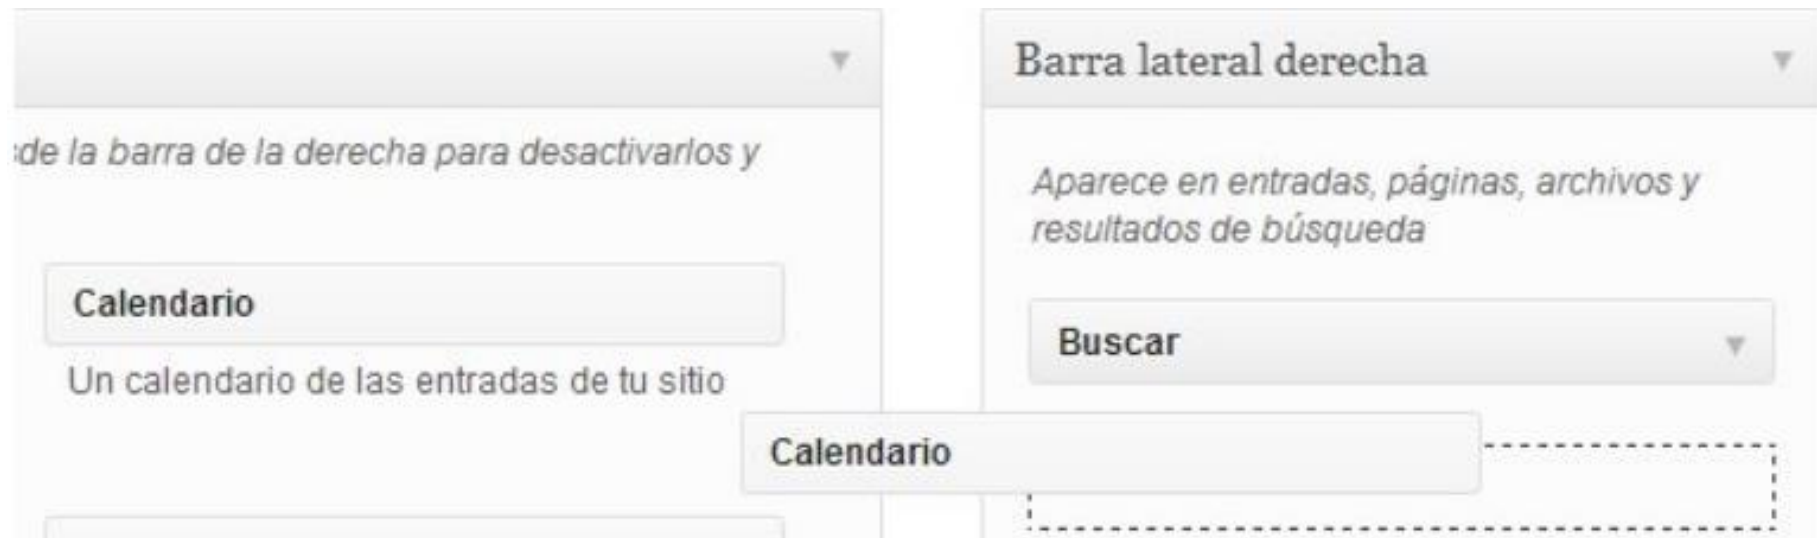 de la barra de la derecha para desactivarlos y
Calendario
Un calendario de las entradas de tu sitio
Barra lateral derecha
Aparece en entradas, páginas, archivos y
resultados de búsqueda
Buscar
Calendario